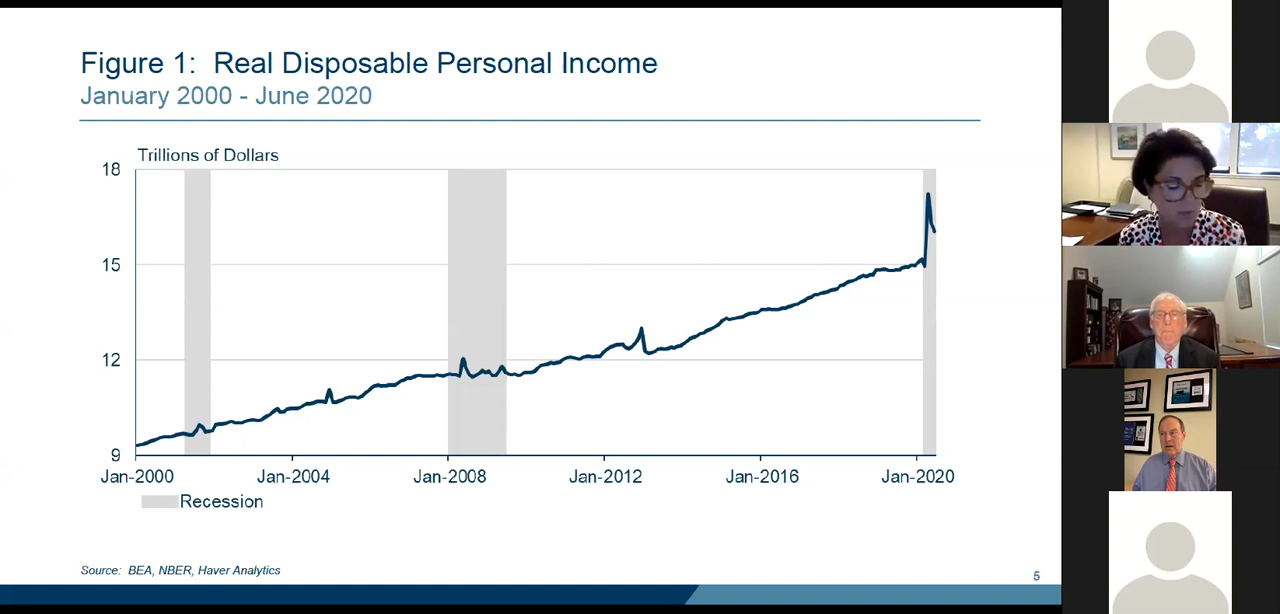 Figure 1: Real Disposable Personal Income
January 2000 - June 2020
Trillions of Dollars
18
15
12
9
Jan-2000 Jan-2004 Jan-2008 Jan-2012 Jan-2016 Jan-2020
Recession
Source: BEA, NBER, Haver Analytics
5